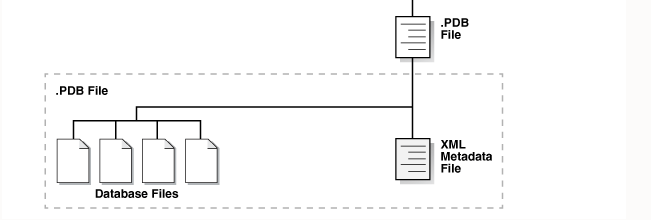 .PDB
File
.PDB File
XML
Metadata
File
Database Files